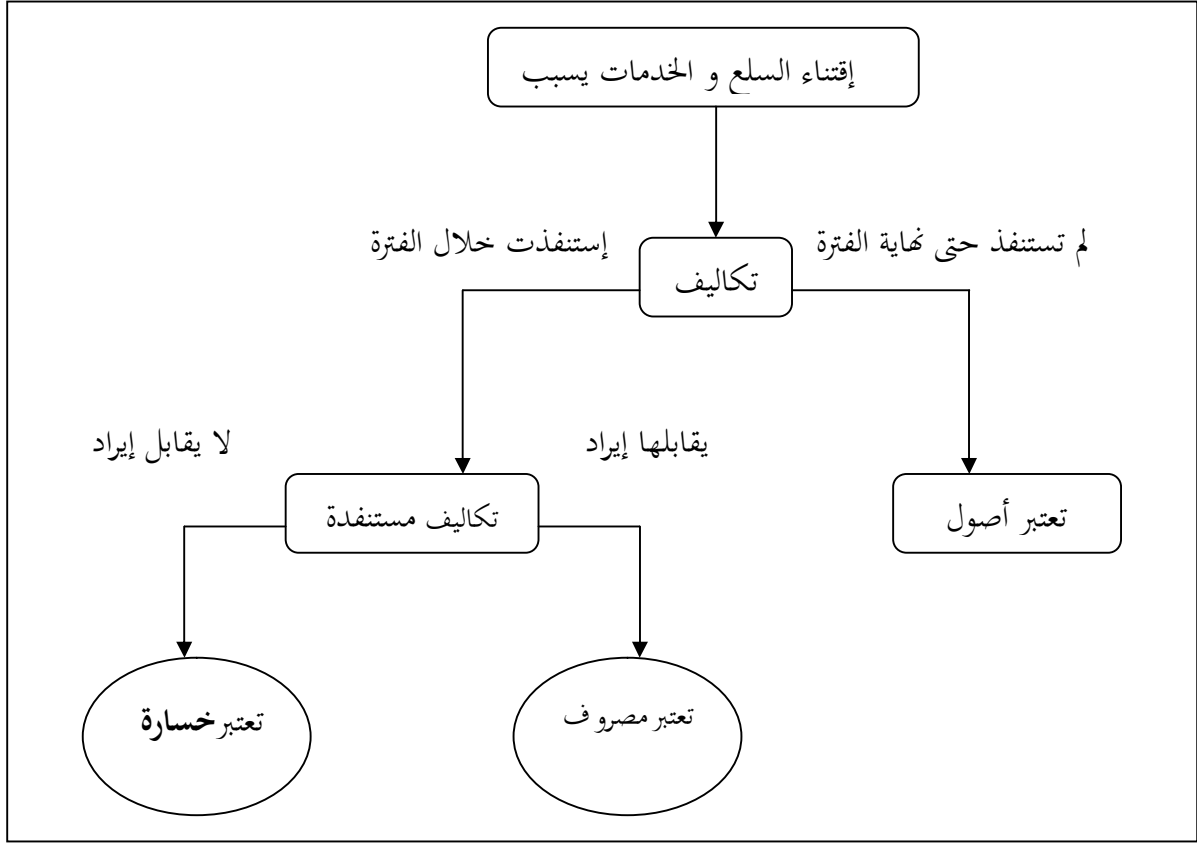 إقتناء السلع و الخدمات يسبب
لم تستنفذ حتى نهاية الفترة
إستنفذت خلال الفترة
تكاليف
يقابلها إيراد
لا يقابل إيراد
تعتبر أصول
تكاليف مستنفدة
تعتبر مصرو ف
تعتبر خسارة